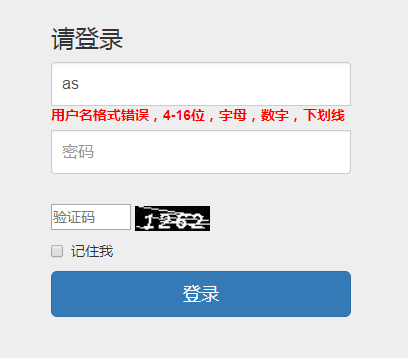 请登录
as
用户名格式错误，4-16位，字母，数字，下划线
密码
验证码 1262
记住我
登录